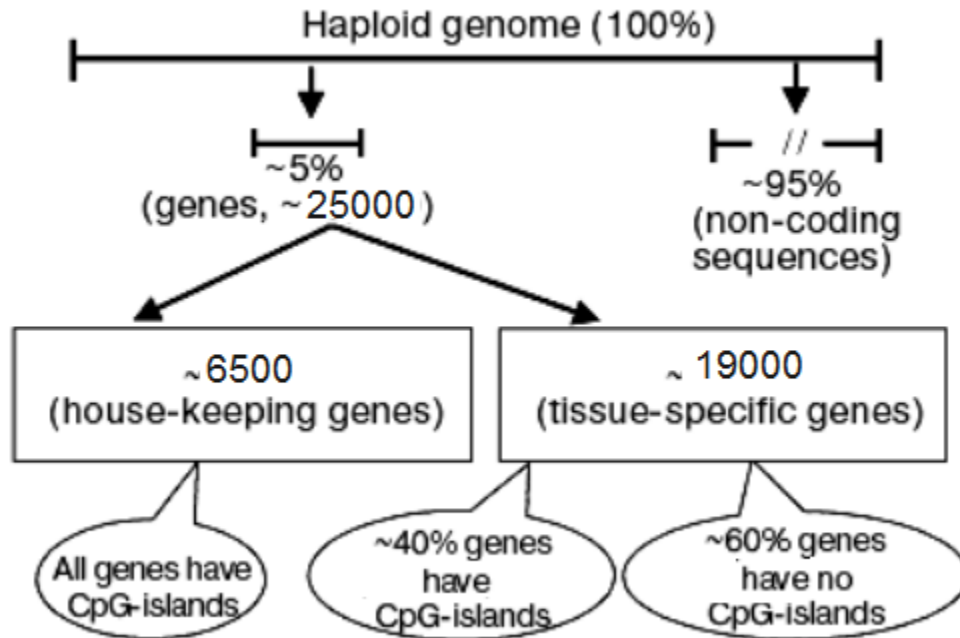 Haploid genome (100%)
~5%
(genes, ~25000)
//
~95%
(non-coding
sequences)
~6500
(house-keeping genes)
~ 19000
(tissue-specific genes)
All genes have
CpG-islands
~40% genes
have
CpG-islands
~60% genes
have no
CpG-islands